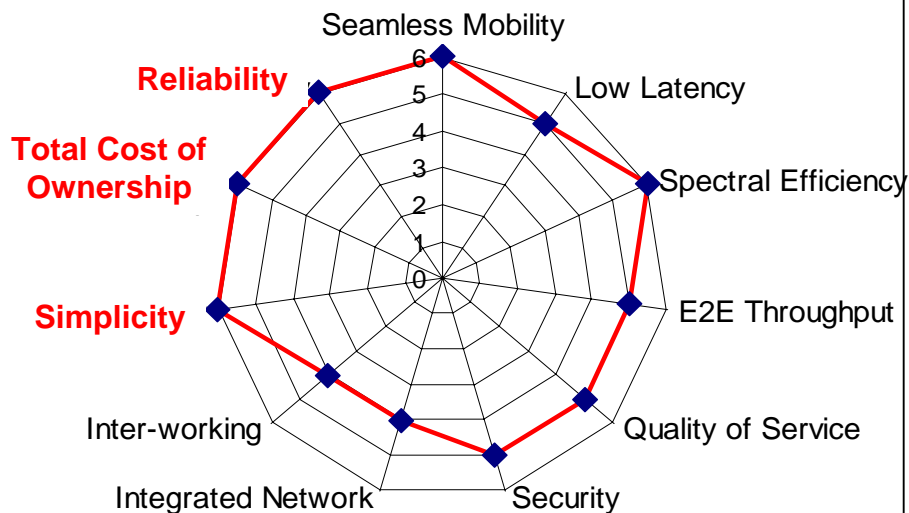 Seamless Mobility
Reliability
Low Latency
Total Cost of
Ownership
Spectral Efficiency
Simplicity
E2E Throughput
Inter-working
Quality of Service
Integrated Network
Security
6
5
4
3
2
1
0